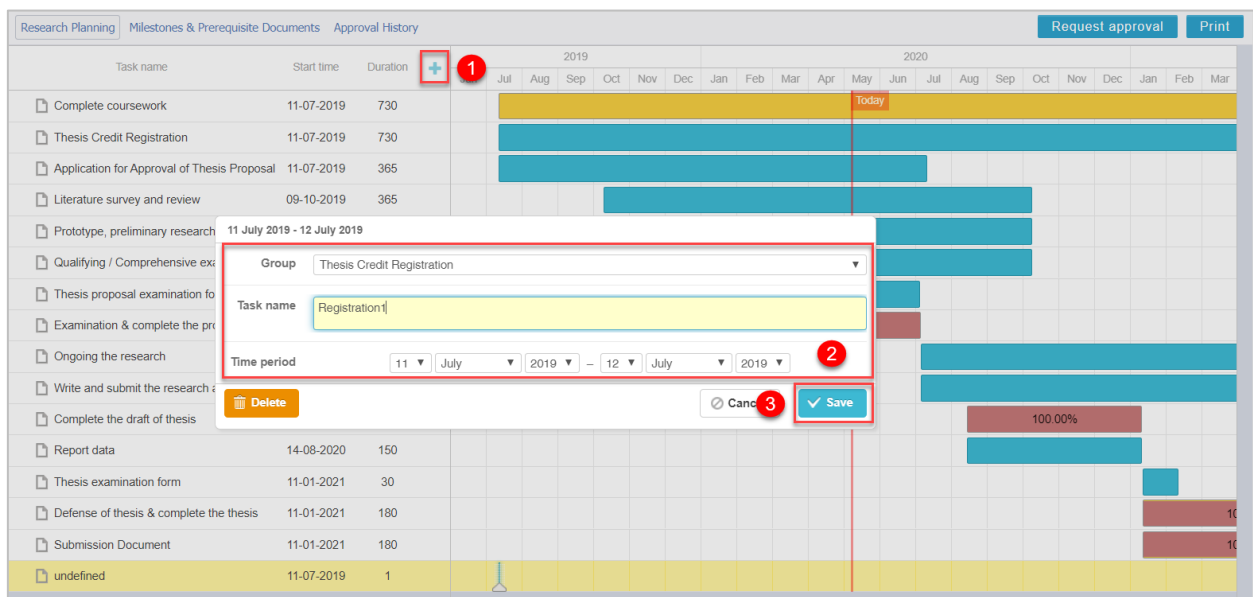 Research Planning Milestones & Prerequisite Documents Approval History Request approval Print
Task name Start time Duration + 1 2019 2020
Jul Aug Sep Oct Nov Dec Jan Feb Mar Apr May Jun Jul Aug Sep Oct Nov Dec Jan Feb Mar
Complete coursework 11-07-2019 730 Today
Thesis Credit Registration 11-07-2019 730
Application for Approval of Thesis Proposal 11-07-2019 365
Literature survey and review 09-10-2019 365
Prototype, preliminary research
Qualifying / Comprehensive exa
Thesis proposal examination fo
Examination & complete the pro
Ongoing the research
Write and submit the research a
Complete the draft of thesis 100.00%
11 July 2019 - 12 July 2019
Group Thesis Credit Registration
Task name Registration1
Time period 11 July 2019 – 12 July 2019 2
Delete Canc 3 Save
Report data 14-08-2020 150
Thesis examination form 11-01-2021 30
Defense of thesis & complete the thesis 11-01-2021 180 10
Submission Document 11-01-2021 180 10
undefined 11-07-2019 1